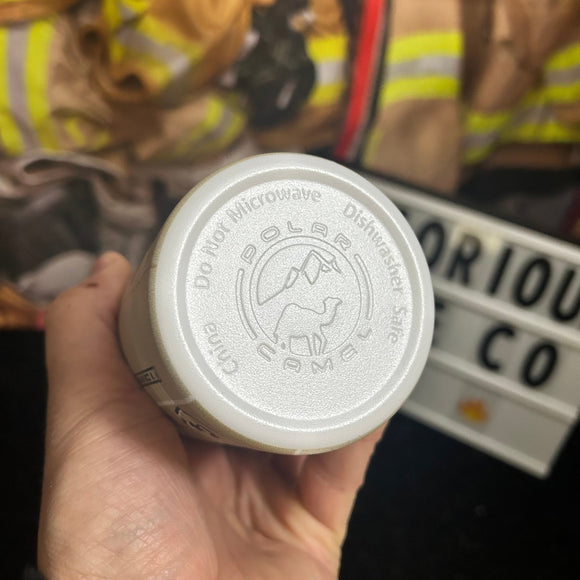 Do Not Microwave
Dishwasher Safe
China
POLAR
CAMEL
ORIOU
E CO